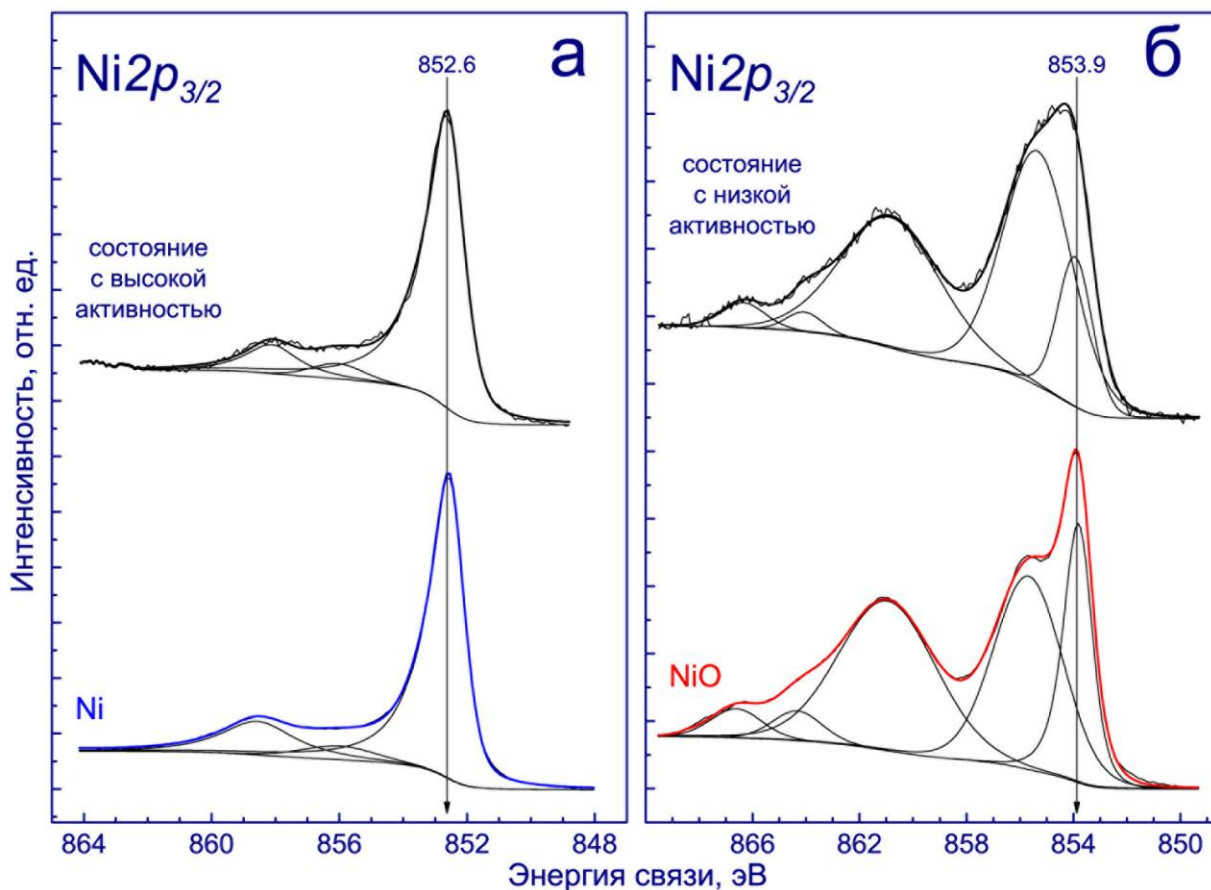 Интенсивность, отн. ед.
Ni2p3/2
а
852.6
состояние
с высокой
активностью
Ni
864 860 856 852 848
Ni2p3/2
б
853.9
состояние
с низкой
активностью
NiO
866 862 858 854 850
Энергия связи, эВ